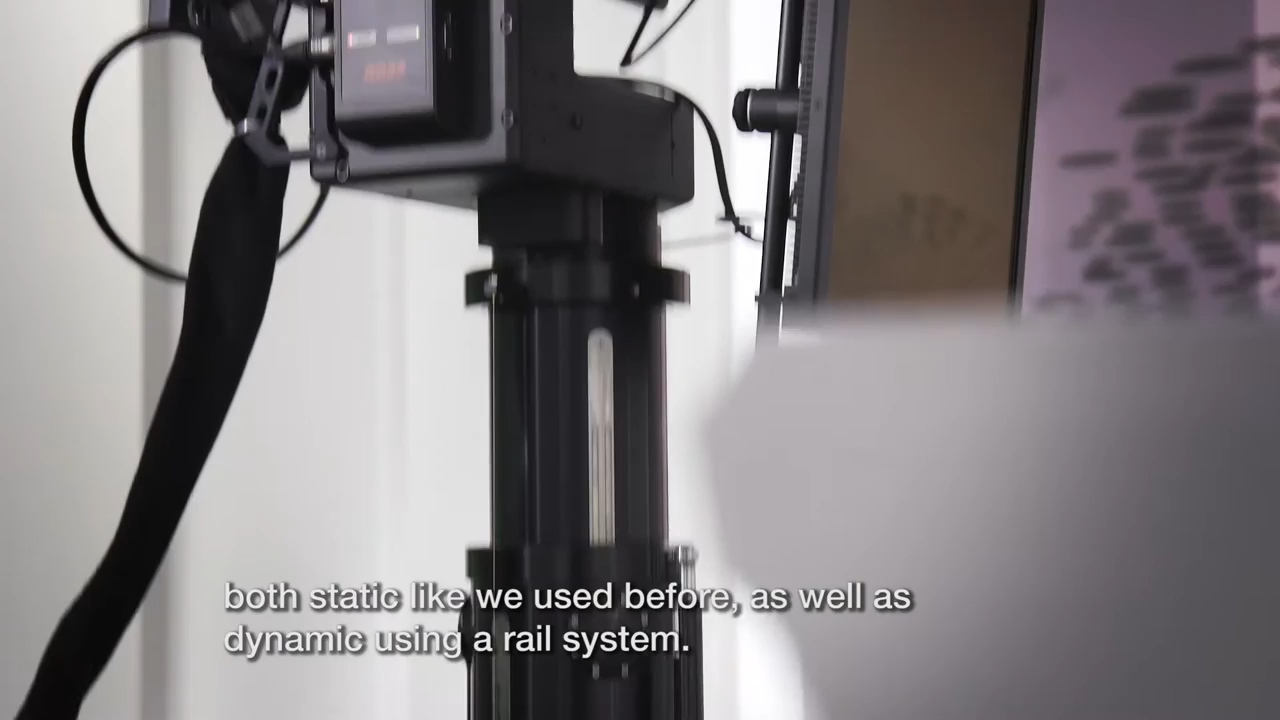 both static like we used before, as well as
dynamic using a rail system.